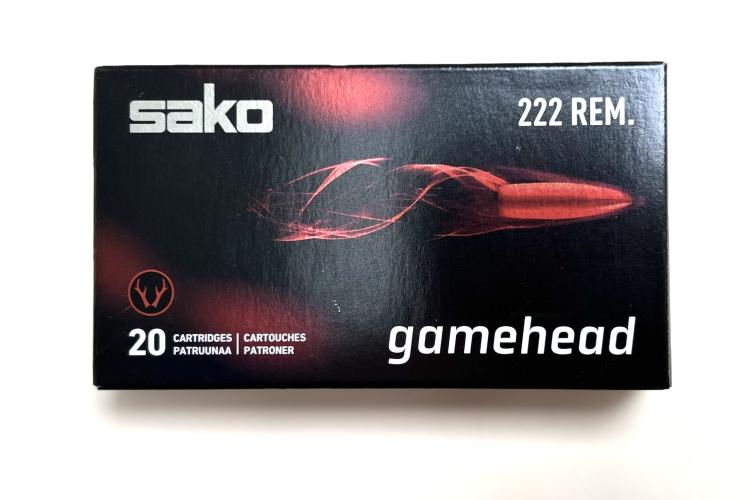 sako
222 REM.
20 CARTRIDGES | CARTOUCHES
PATRUUNAA | PATRONER
gamehead